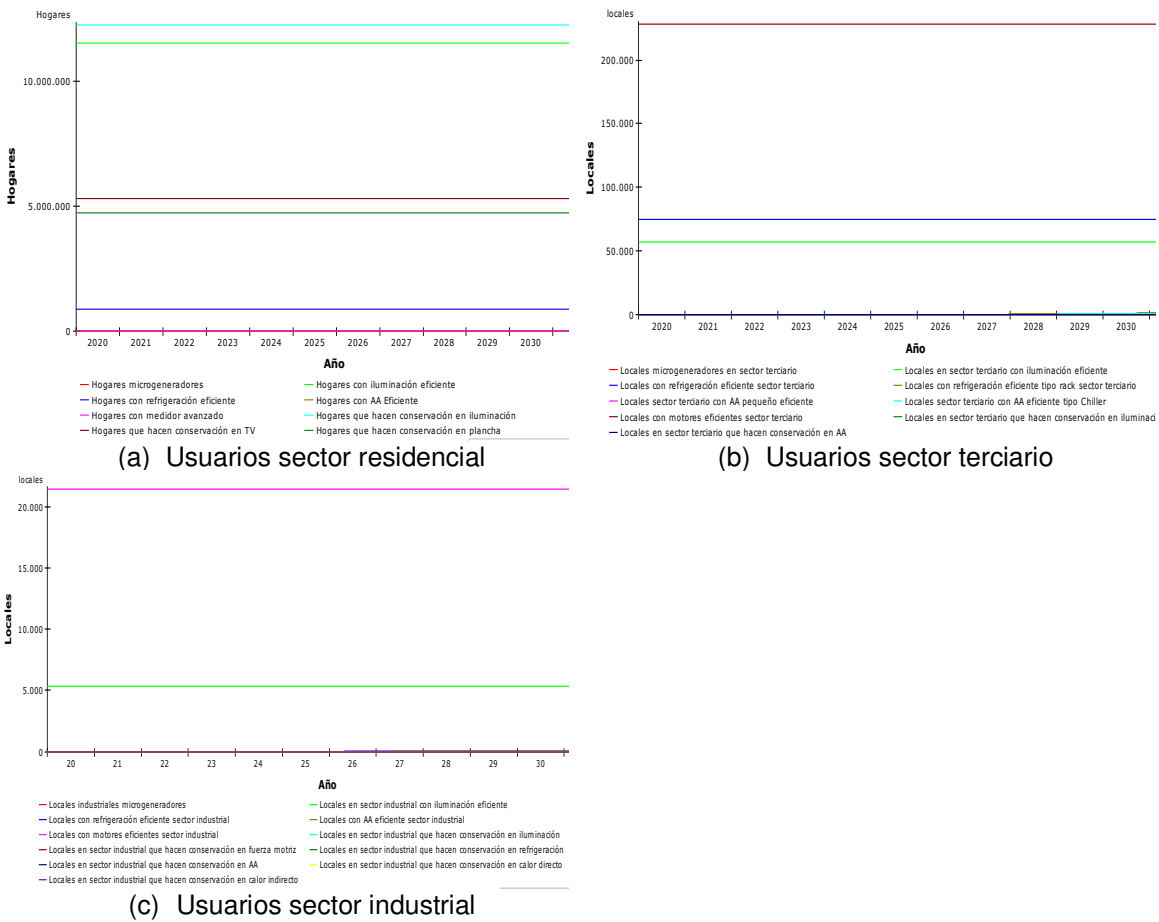 Hogares
10.000.000
5.000.000
0
Hogares
2020 2021 2022 2023 2024 2025 2026 2027 2028 2029 2030
Año
Hogares microgeneradores
Hogares con iluminación eficiente
Hogares con refrigeración eficiente
Hogares con AA Eficiente
Hogares con medidor avanzado
Hogares que hacen conservación en iluminación
Hogares que hacen conservación en TV
Hogares que hacen conservación en plancha
(a) Usuarios sector residencial
locales
200.000
150.000
100.000
50.000
0
Locales
2020 2021 2022 2023 2024 2025 2026 2027 2028 2029 2030
Año
Locales microgeneradores en sector terciario
Locales en sector terciario con iluminación eficiente
Locales con refrigeración eficiente sector terciario
Locales con refrigeración eficiente tipo rack sector terciario
Locales sector terciario con AA pequeño eficiente
Locales sector terciario con AA eficiente tipo Chiller
Locales con motores eficientes sector terciario
Locales en sector terciario que hacen conservación en iluminaci
Locales en sector terciario que hacen conservación en AA
(b) Usuarios sector terciario
locales
20.000
15.000
10.000
5.000
0
Locales
20 21 22 23 24 25 26 27 28 29 30
Año
Locales industriales microgeneradores
Locales en sector industrial con iluminación eficiente
Locales con refrigeración eficiente sector industrial
Locales con AA eficiente sector industrial
Locales con motores eficientes sector industrial
Locales en sector industrial que hacen conservación en iluminación
Locales en sector industrial que hacen conservación en fuerza motriz
Locales en sector industrial que hacen conservación en refrigeración
Locales en sector industrial que hacen conservación en AA
Locales en sector industrial que hacen conservación en calor directo
Locales en sector industrial que hacen conservación en calor indirecto
(c) Usuarios sector industrial